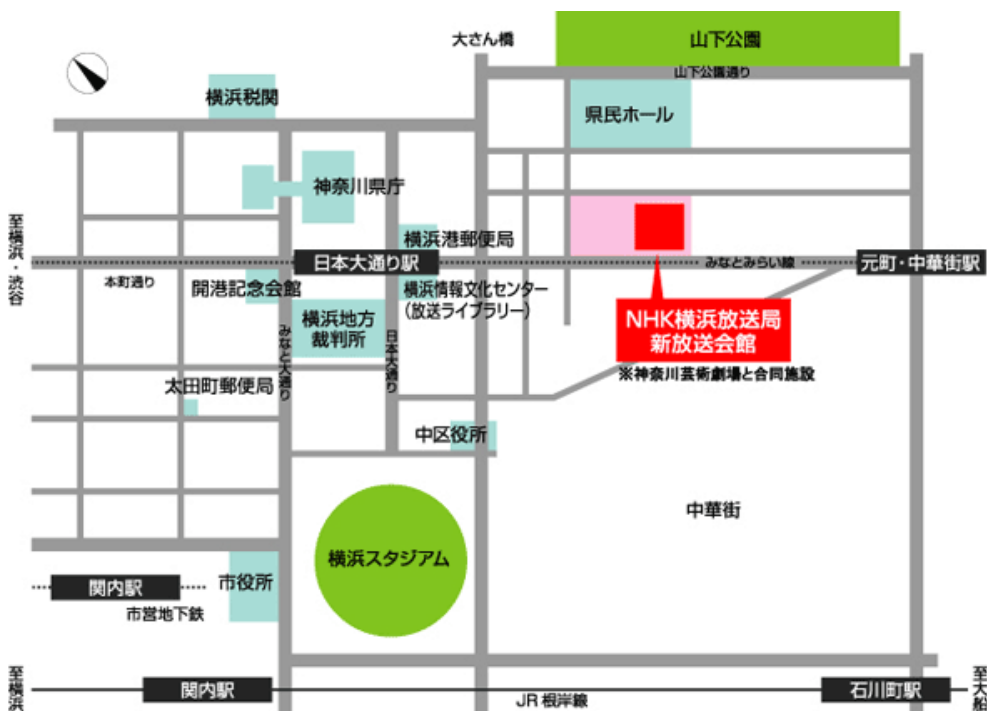 山下公園
大さん橋
山下公園通り
横浜税関
県民ホール
神奈川県庁
至横浜・渋谷
横浜港郵便局
日本大通り駅
みなとみらい線
元町・中華街駅
本町通り
開港記念会館
横浜情報文化センター
（放送ライブラリー）
横浜地方
裁判所
みなと大通り
日本大通り
NHK横浜放送局
新放送会館
※神奈川芸術劇場と合同施設
太田町郵便局
中区役所
中華街
横浜スタジアム
関内駅
市役所
市営地下鉄
至横浜
関内駅
JR根岸線
石川町駅
至大船